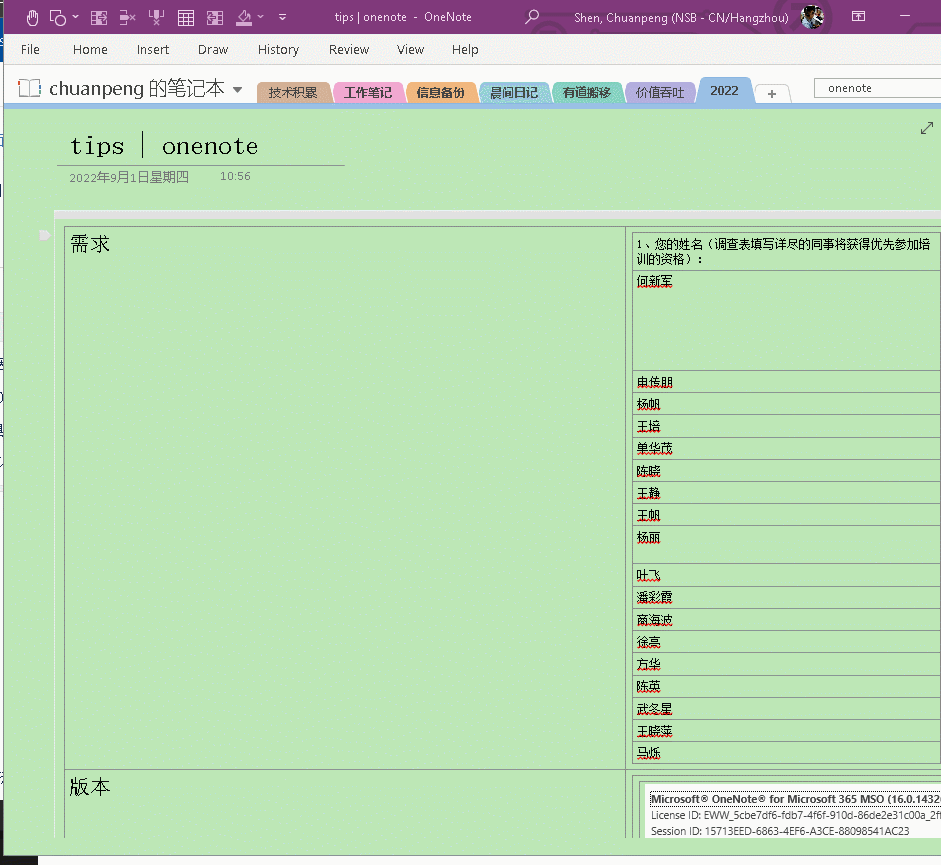 tips | onenote - OneNote
Shen, Chuanpeng (NSB - CN/Hangzhou)
File Home Insert Draw History Review View Help
chuanpeng 的笔记本
技术积累 工作笔记 信息备份 晨间日记 有道搬移 价值吞吐 2022 +
onenote
tips | onenote
2022年9月1日星期四 10:56
需求
1、您的姓名（调查表填写详尽的同事将获得优先参加培
训的资格）：
何新军
申传朋
杨帆
王培
单华茂
陈晓
王静
王帆
杨丽
叶飞
潘彩霞
商海波
徐亮
方华
陈英
武冬星
王晓萍
马烁
版本
Microsoft® OneNote® for Microsoft 365 MSO (16.0.1432
License ID: EWW_5cbe7df6-fdb7-4f6f-910d-86de2e31c00a_2f
Session ID: 15713EED-6863-4EF6-A3CE-88098541AC23